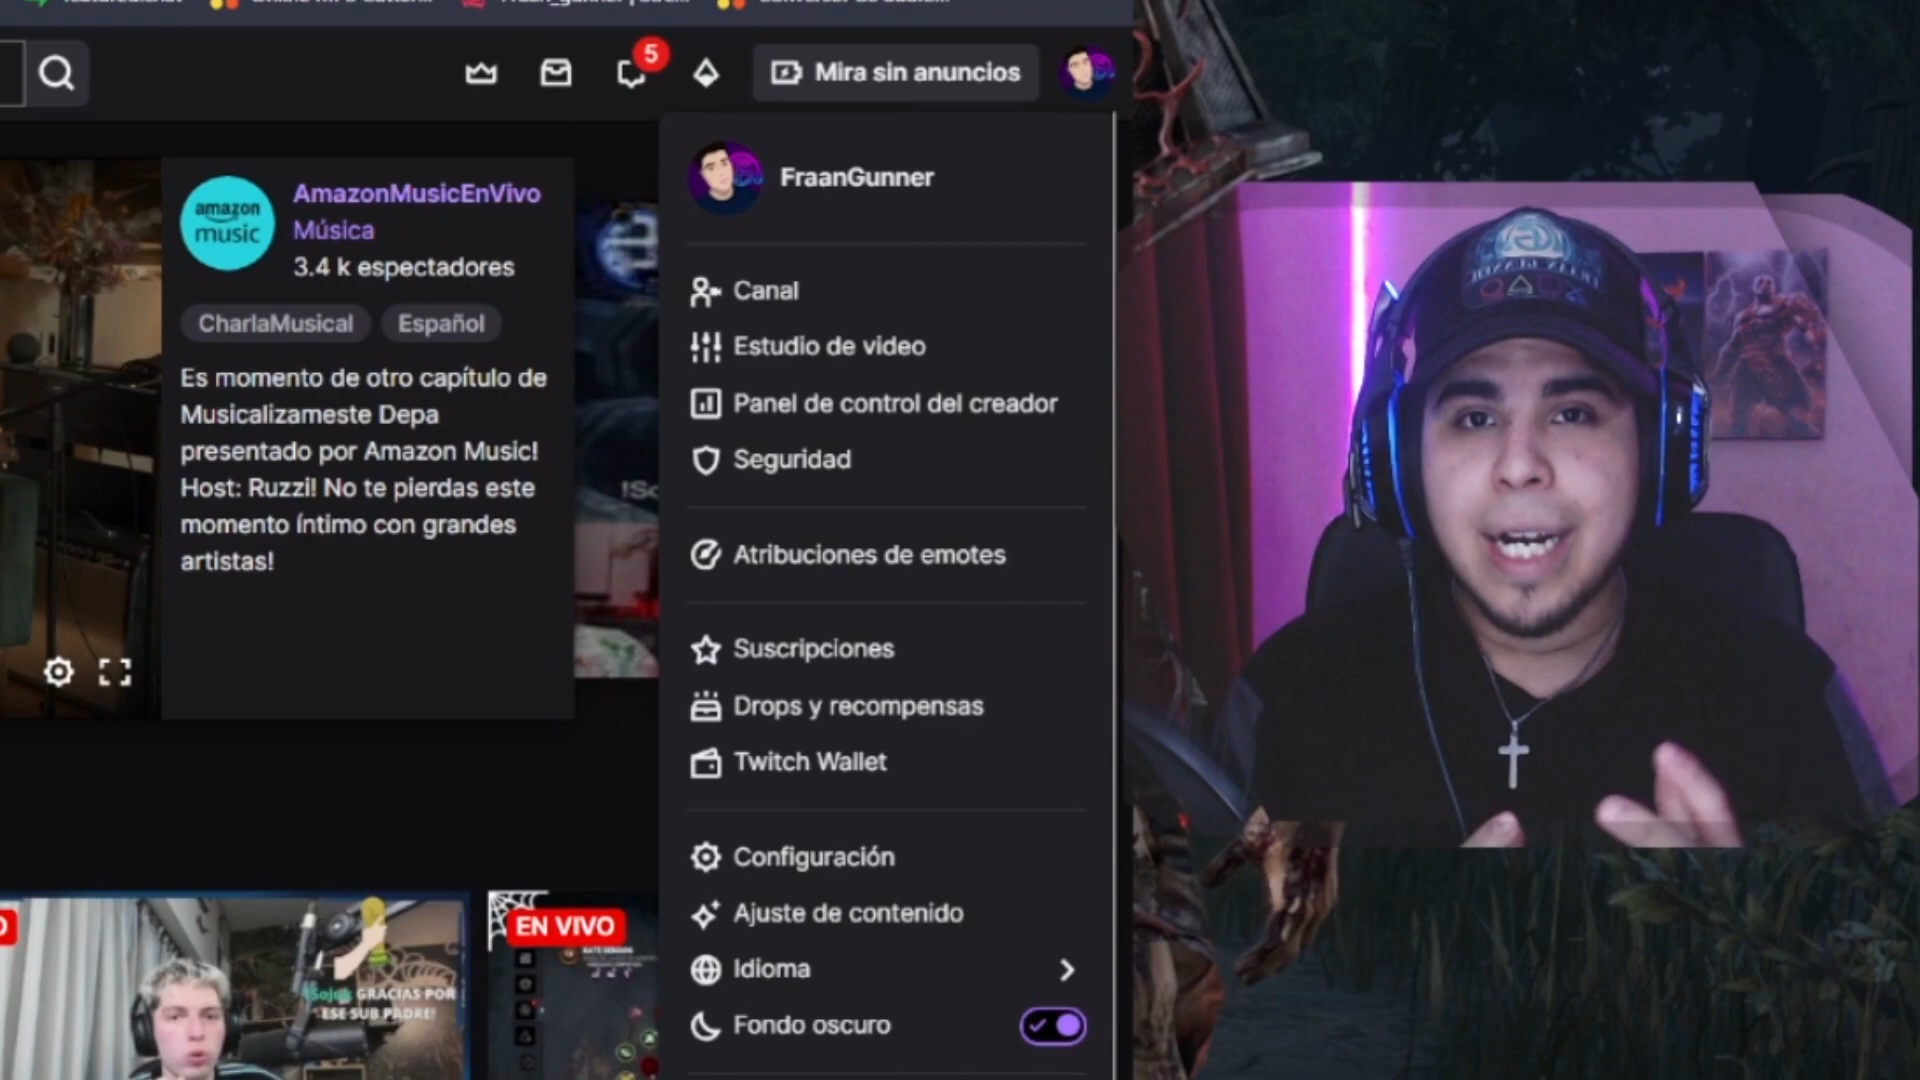 5
Mira sin anuncios
FraanGunner
amazon
music
AmazonMusicEnVivo
Música
3.4 k espectadores
CharlaMusical
Español
Es momento de otro capítulo de
Musicalizameste Depa
presentado por Amazon Music!
Host: Ruzzi! No te pierdas este
momento íntimo con grandes
artistas!
Canal
Estudio de video
Panel de control del creador
Seguridad
Atribuciones de emotes
Suscripciones
Drops y recompensas
Twitch Wallet
Configuración
Ajuste de contenido
Idioma
Fondo oscuro
EN VIVO
GRACIAS POR
ESE SUB PADRE!